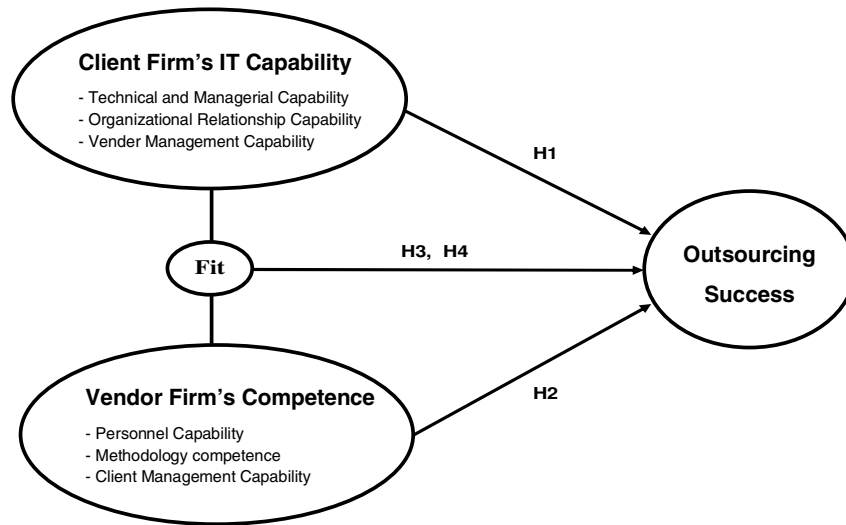 Client Firm's IT Capability
- Technical and Managerial Capability
- Organizational Relationship Capability
- Vender Management Capability
H1
Fit
H3, H4
Outsourcing
Success
Vendor Firm's Competence
- Personnel Capability
- Methodology competence
- Client Management Capability
H2